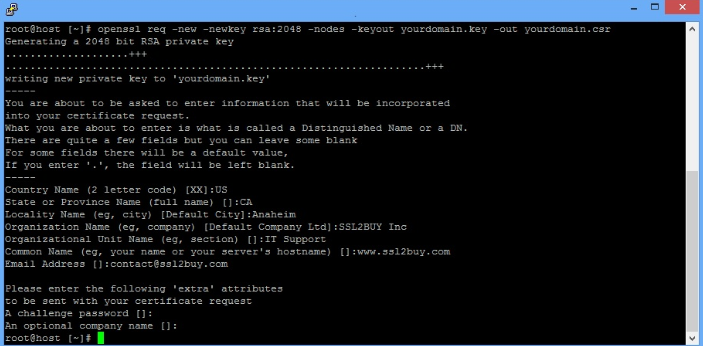 root@host [~]# openssl req -new -newkey rsa:2048 -nodes -keyout yourdomain.key -out yourdomain.csr
Generating a 2048 bit RSA private key
....................+++
....................................................................+++
writing new private key to 'yourdomain.key'
-----
You are about to be asked to enter information that will be incorporated
into your certificate request.
What you are about to enter is what is called a Distinguished Name or a DN.
There are quite a few fields but you can leave some blank
For some fields there will be a default value,
If you enter '.', the field will be left blank.
-----
Country Name (2 letter code) [XX]:US
State or Province Name (full name) []:CA
Locality Name (eg, city) [Default City]:Anaheim
Organization Name (eg, company) [Default Company Ltd]:SSL2BUY Inc
Organizational Unit Name (eg, section) []:IT Support
Common Name (eg, your name or your server's hostname) []:www.ssl2buy.com
Email Address []:contact@ssl2buy.com
Please enter the following 'extra' attributes
to be sent with your certificate request
A challenge password []:
An optional company name []:
root@host [~]#